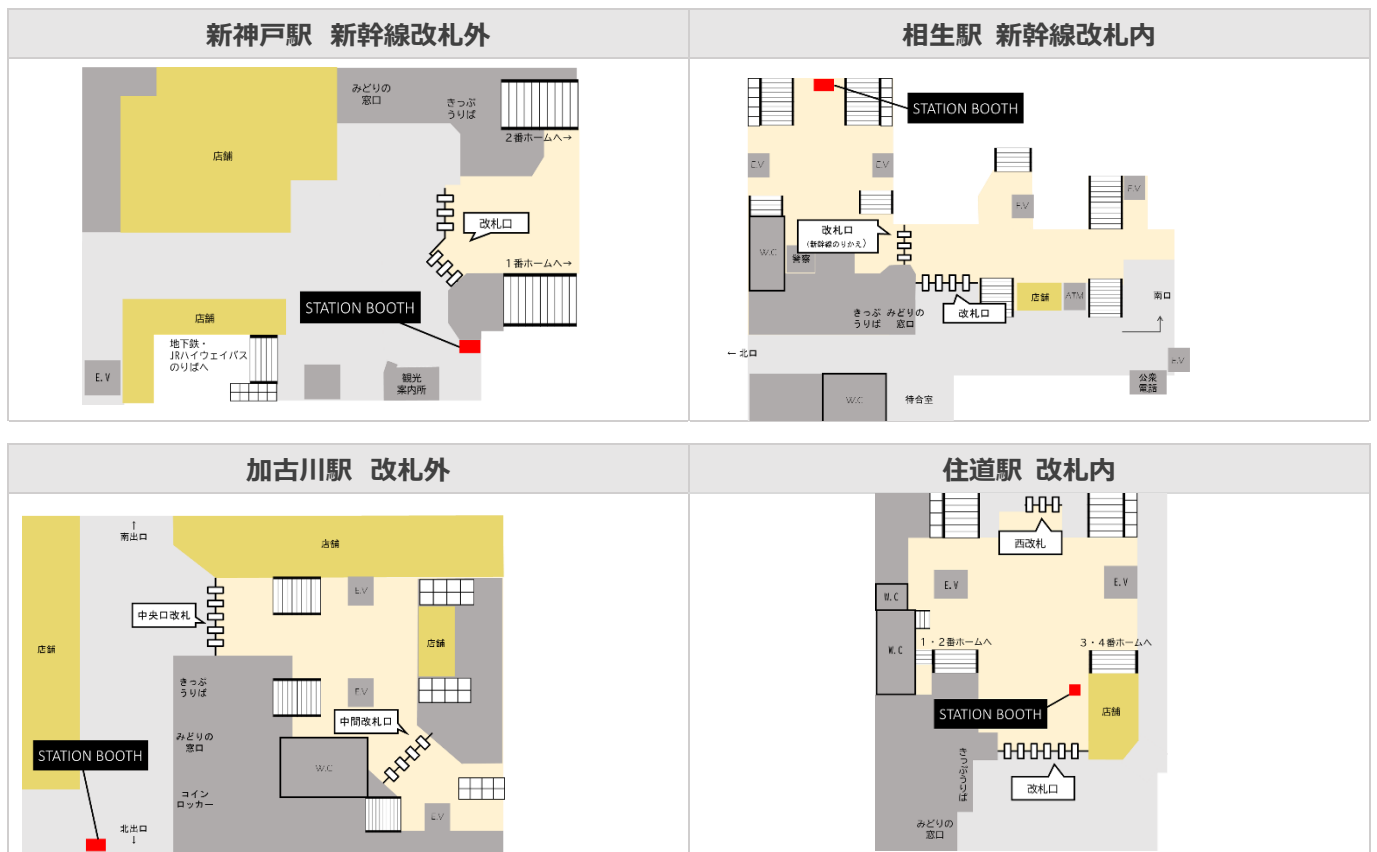 新神戸駅 新幹線改札外
みどりの
窓口
きっぷ
うりば
2番ホームへ→
店舗
改札口
1番ホームへ→
STATION BOOTH
店舗
地下鉄・
JRハイウェイバス
のりばへ
E.V
観光
案内所
相生駅 新幹線改札内
STATION BOOTH
E.V
E.V
E.V
E.V
改札口
(新幹線のりかえ)
W.C
警察
きっぷ
うりば
みどりの
窓口
改札口
店舗
ATM
南口
← 北口
E.V
公衆
電話
W.C
待合室
加古川駅 改札外
↑
南出口
店舗
E.V
中央口改札
店舗
店舗
きっぷ
うりば
E.V
中間改札口
みどりの
窓口
STATION BOOTH
W.C
コイン
ロッカー
E.V
北出口
↓
住道駅 改札内
西改札
E.V
E.V
W.C
1・2番ホームへ
3・4番ホームへ
W.C
STATION BOOTH
店舗
きっぷうりば
改札口
みどりの
窓口